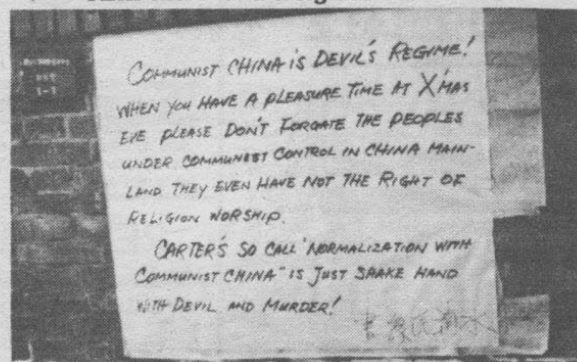 COMMUNIST CHINA IS DEVIL'S REGIME!
WHEN YOU HAVE A PLEASURE TIME AT X'MAS
EVE PLEASE DON'T FORGATE THE PEOPLES
UNDER COMMUNEST CONTROL IN CHINA MAIN-
LAND THEY EVEN HAVE NOT THE RIGHT OF
RELIGION WORSHIP.
CARTER'S SO CALL "NORMALIZATION WITH
COMMUNIST CHINA" IS JUST SHAKE HAND
WITH DEVIL AND MURDER!